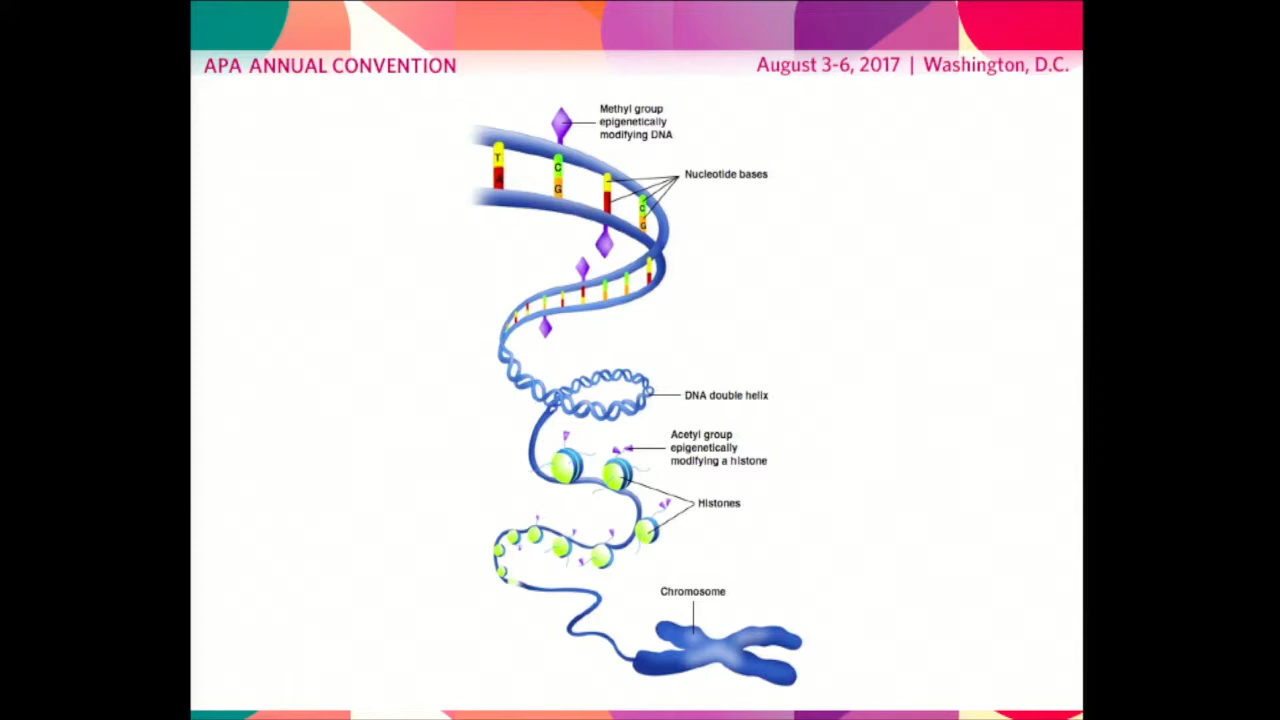 APA ANNUAL CONVENTION
August 3-6, 2017 | Washington, D.C.
Methyl group
epigenetically
modifying DNA
T
A
C
G
Nucleotide bases
C
G
DNA double helix
Acetyl group
epigenetically
modifying a histone
Histones
Chromosome